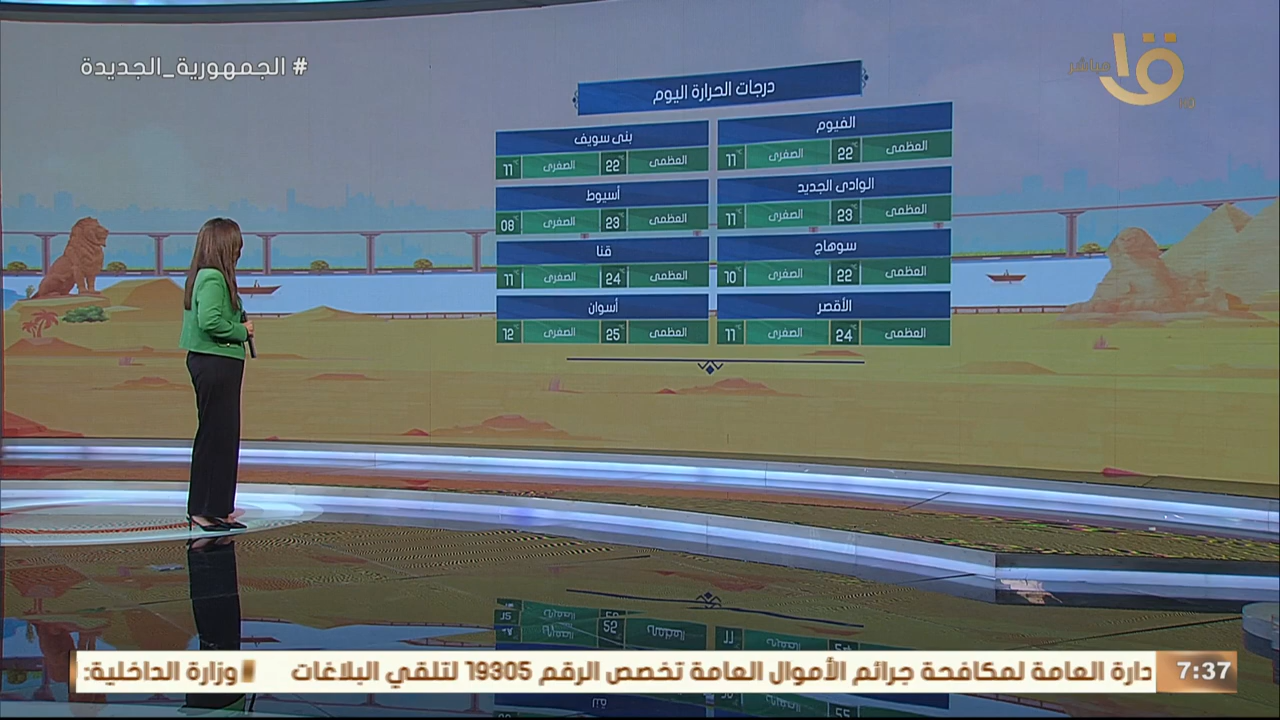 # الجمهورية_الجديدة
مباشر
درجات الحرارة اليوم
الفيوم
العظمى 22°c الصغرى 11°c
بنى سويف
العظمى 22°c الصغرى 11°c
الوادى الجديد
العظمى 23°c الصغرى 11°c
أسيوط
العظمى 23°c الصغرى 08°c
سوهاج
العظمى 22°c الصغرى 10°c
قنا
العظمى 24°c الصغرى 11°c
الأقصر
العظمى 24°c الصغرى 11°c
أسوان
العظمى 25°c الصغرى 12°c
7:37 دارة العامة لمكافحة جرائم الأموال العامة تخصص الرقم 19305 لتلقي البلاغات وزارة الداخلية: